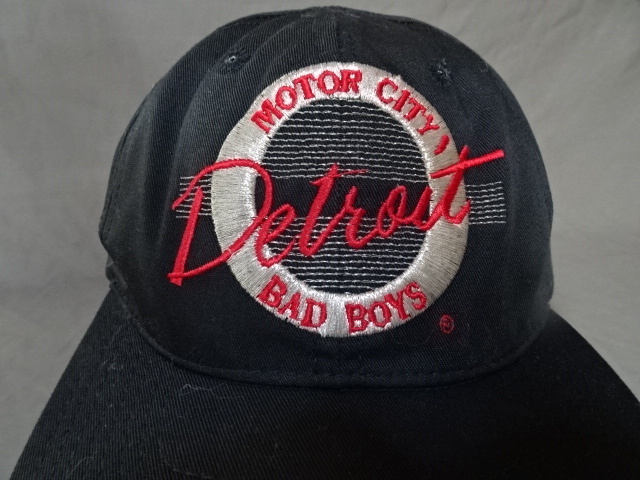 MOTOR CITY'
Detroit
BAD BOYS
®